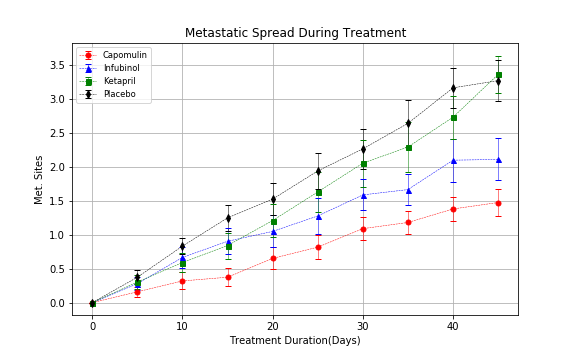 Metastatic Spread During Treatment
Capomulin
Infubinol
Ketapril
Placebo
Met. Sites
3.5
3.0
2.5
2.0
1.5
1.0
0.5
0.0
0 10 20 30 40
Treatment Duration(Days)